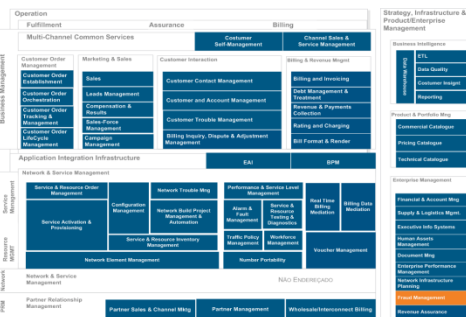 Operation
Fulfillment Assurance Billing
Multi-Channel Common Services
Costumer
Self-Management
Channel Sales &
Service Management
Business Management
Customer Order
Management
Customer Order
Establishment
Customer Order
Orchestration
Customer Order
Tracking &
Management
Customer Order
LifeCycle
Management
Marketing & Sales
Sales
Leads Management
Compensation &
Results
Sales-Force
Management
Campaign
Management
Customer Interaction
Customer Contact Management
Customer and Account Management
Customer Trouble Management
Billing Inquiry, Dispute & Adjustment
Management
Billing & Revenue Mngmt
Billing and Invoicing
Debt Management &
Treatment
Revenue & Payments
Collection
Rating and Charging
Bill Format & Render
Application Integration Infrastructure
EAI
BPM
Service
Management
Resource
MGMT
Network & Service Management
Service & Resource Order
Management
Service Activation &
Provisioning
Configuration
Management
Network Trouble Mng
Network Build Project
Management &
Automation
Service & Resource Inventory
Management
Network Element Management
Performance & Service Level
Management
Alarm &
Fault
Management
Service &
Resource
Testing &
Diagnostics
Traffic Policy
Management
Workforce
Management
Number Portability
Real Time
Billing
Mediation
Billing Data
Mediation
Voucher Management
Network
Network & Service
Management
NÃO ENDEREÇADO
PRM
Partner Relationship
Management
Partner Sales & Channel Mktg
Partner Management
Wholesale/Interconnect Billing
Strategy, Infrastructure &
Product/Enterprise
Management
Business Intelligence
Data Warehouse
ETL
Data Quality
Customer Insight
Reporting
Product & Portfolio Mng
Commercial Catalogue
Pricing Catalogue
Technical Catalogue
Enterprise Management
Financial & Account Mng
Supply & Logistics Mgmt.
Executive Info Systems
Human Assets
Management
Document Mng
Enterprise Performance
Management
Network Infrastructure
Planning
Fraud Management
Revenue Assurance